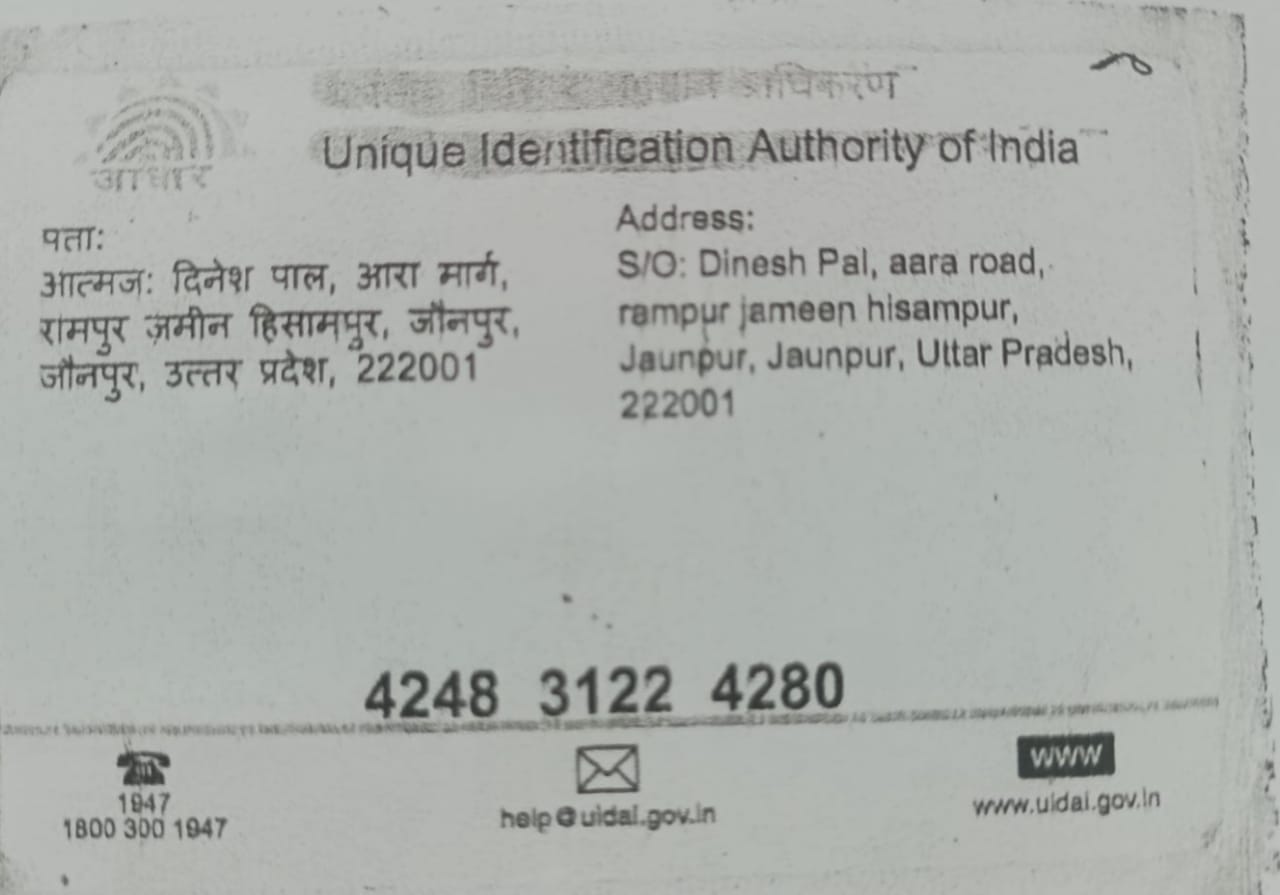 प्राधिकरण
Unique Identification Authority of India
आधार
पता:
आत्मज: दिनेश पाल, आरा मार्ग,
रामपुर ज़मीन हिसामपुर, जौनपुर,
जौनपुर, उत्तर प्रदेश, 222001
Address:
S/O: Dinesh Pal, aara road,
rampur jameen hisampur,
Jaunpur, Jaunpur, Uttar Pradesh,
222001
4248 3122 4280
1947
1800 300 1947
help@uidai.gov.in
www
www.uidai.gov.in